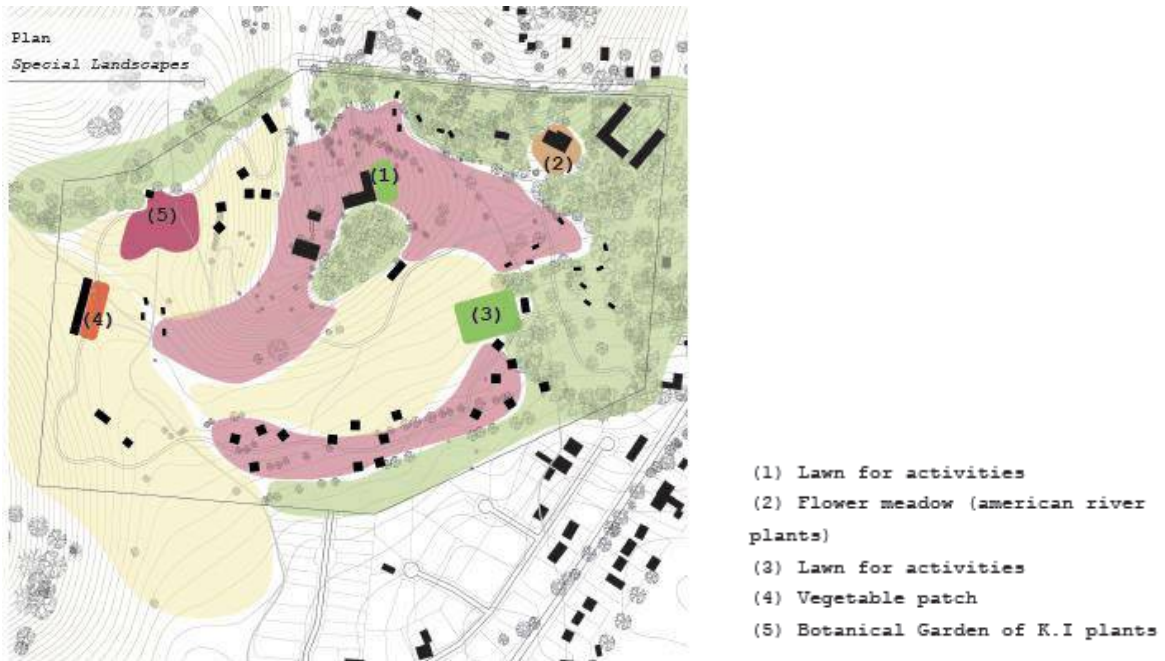 Plan
Special Landscapes
(1)
(2)
(5)
(3)
(4)
(1) Lawn for activities
(2) Flower meadow (american river
plants)
(3) Lawn for activities
(4) Vegetable patch
(5) Botanical Garden of K.I plants